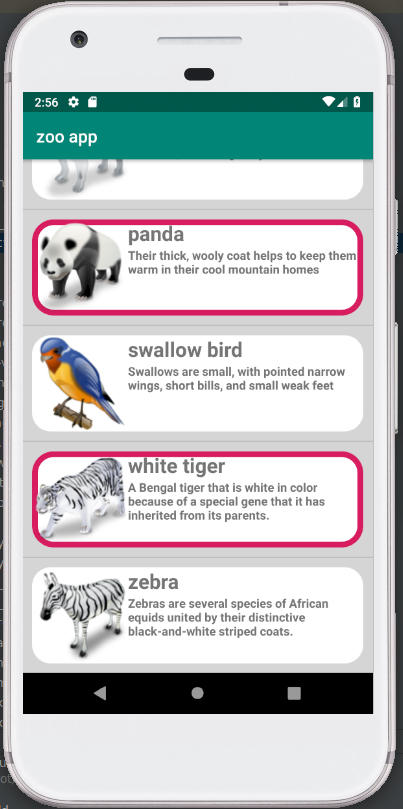 2:56
zoo app
panda
Their thick, wooly coat helps to keep them
warm in their cool mountain homes
swallow bird
Swallows are small, with pointed narrow
wings, short bills, and small weak feet
white tiger
A Bengal tiger that is white in color
because of a special gene that it has
inherited from its parents.
zebra
Zebras are several species of African
equids united by their distinctive
black-and-white striped coats.